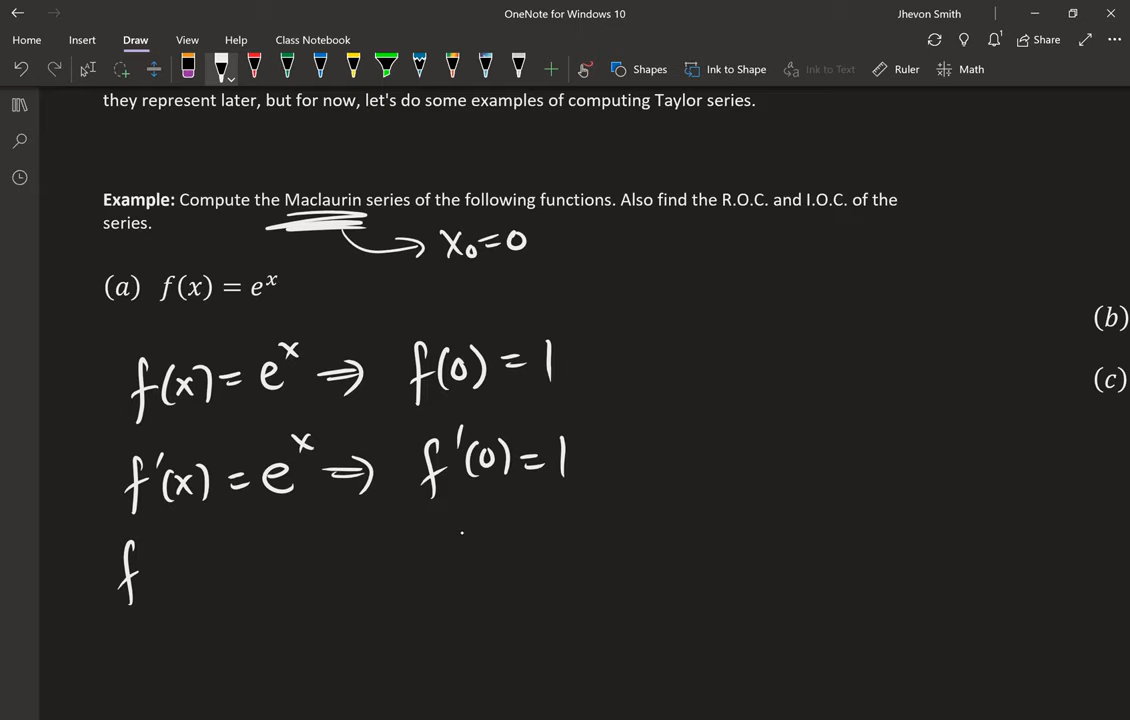 OneNote for Windows 10
Jhevon Smith
Home Insert Draw View Help Class Notebook
Share
Shapes Ink to Shape Ink to Text Ruler Math
they represent later, but for now, let's do some examples of computing Taylor series.
Example: Compute the Maclaurin series of the following functions. Also find the R.O.C. and I.O.C. of the
series.
x₀=0
(a) f(x) = eˣ
(b)
f(x) = eˣ ⟹ f(0) = 1
(c)
f'(x) = eˣ ⟹ f'(0) = 1
f